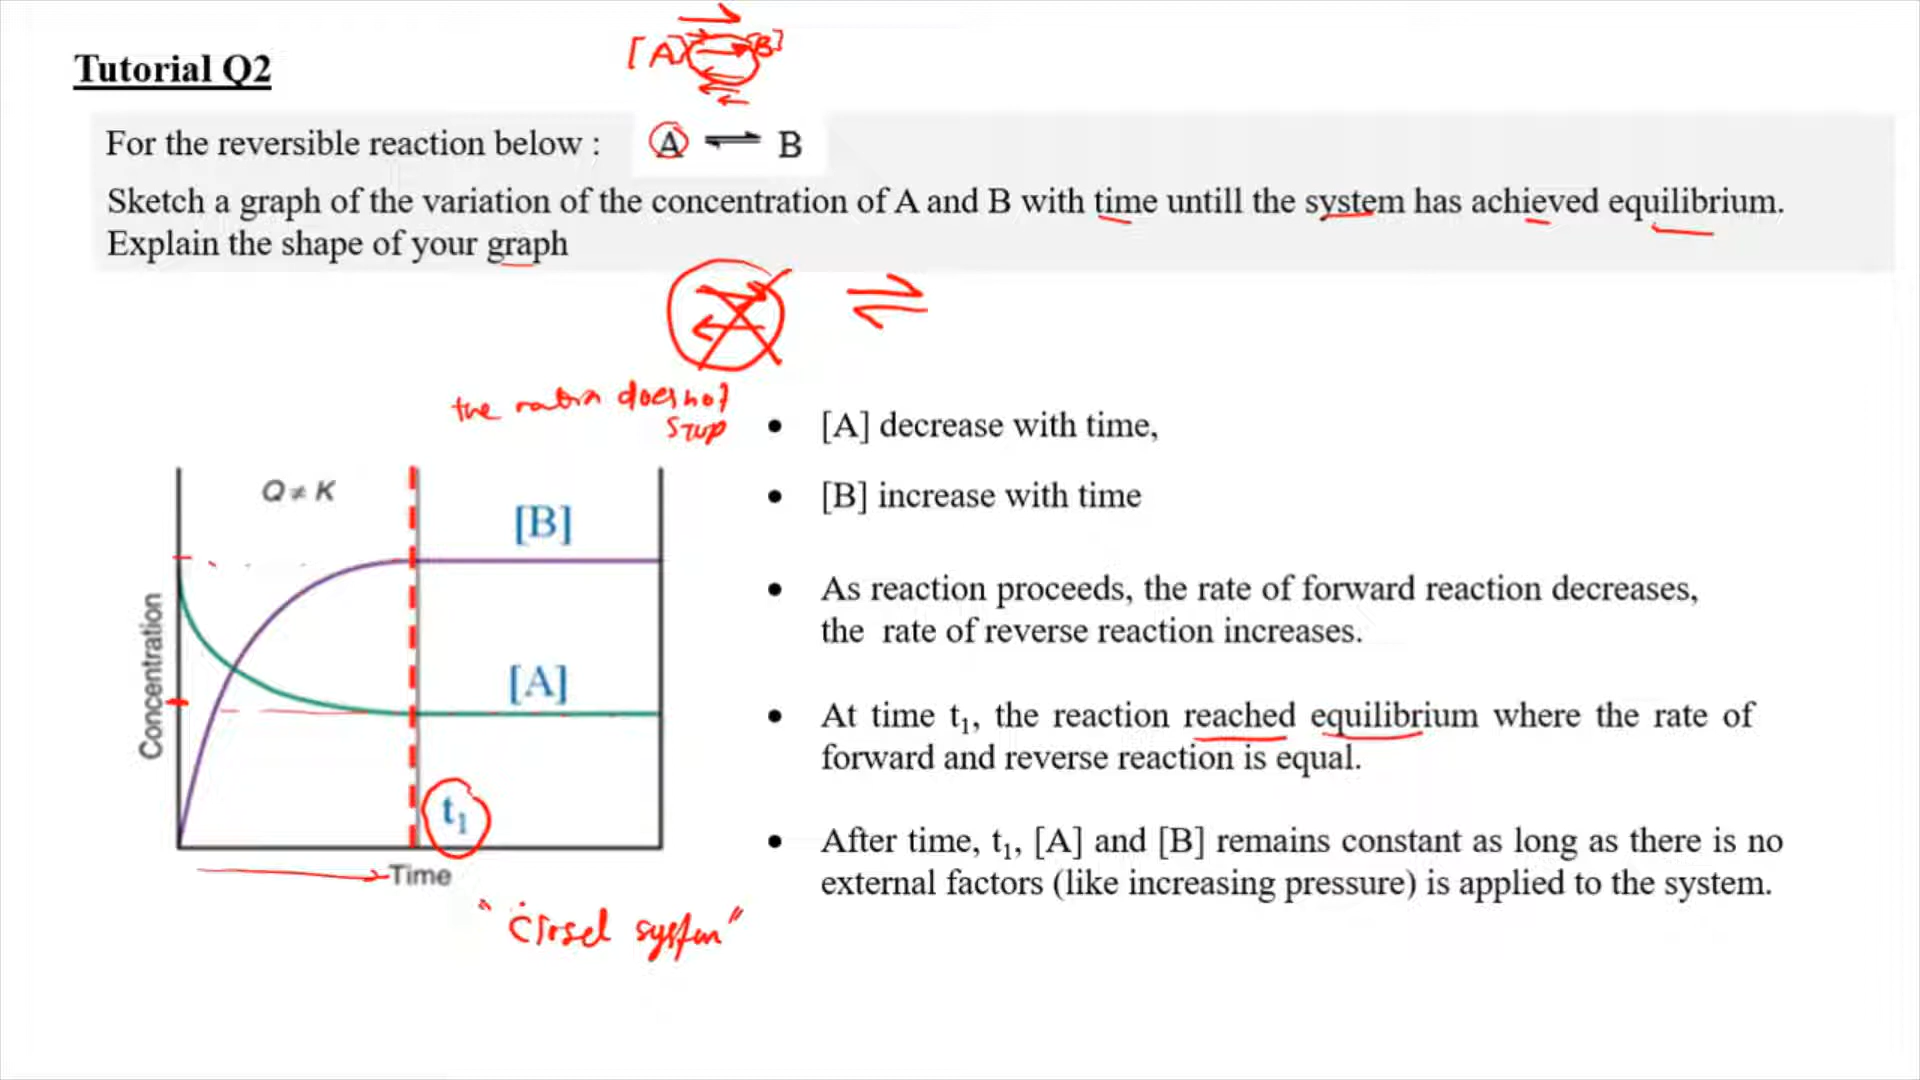 Tutorial Q2
[A] [B]
For the reversible reaction below : A ⇌ B
Sketch a graph of the variation of the concentration of A and B with time untill the system has achieved equilibrium.
Explain the shape of your graph
the does not
stop
• [A] decrease with time,
• [B] increase with time
• As reaction proceeds, the rate of forward reaction decreases,
the rate of reverse reaction increases.
• At time t₁, the reaction reached equilibrium where the rate of
forward and reverse reaction is equal.
• After time, t₁, [A] and [B] remains constant as long as there is no
external factors (like increasing pressure) is applied to the system.
Q ≠ K
[B]
[A]
Concentration
t₁
Time
"closed system"